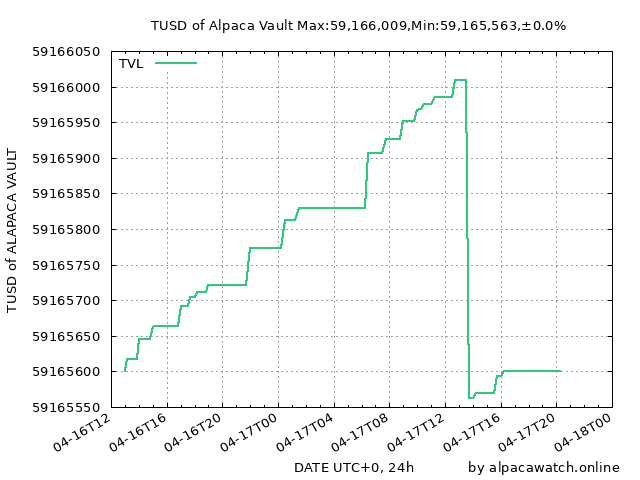 TUSD of Alpaca Vault Max:59,166,009,Min:59,165,563,±0.0%
TVL
59166050
59166000
59165950
59165900
59165850
59165800
59165750
59165700
59165650
59165600
59165550
TUSD of ALAPACA VAULT
04-16T12
04-16T16
04-16T20
04-17T00
04-17T04
04-17T08
04-17T12
04-17T16
04-17T20
04-18T00
DATE UTC+0, 24h
by alpacawatch.online